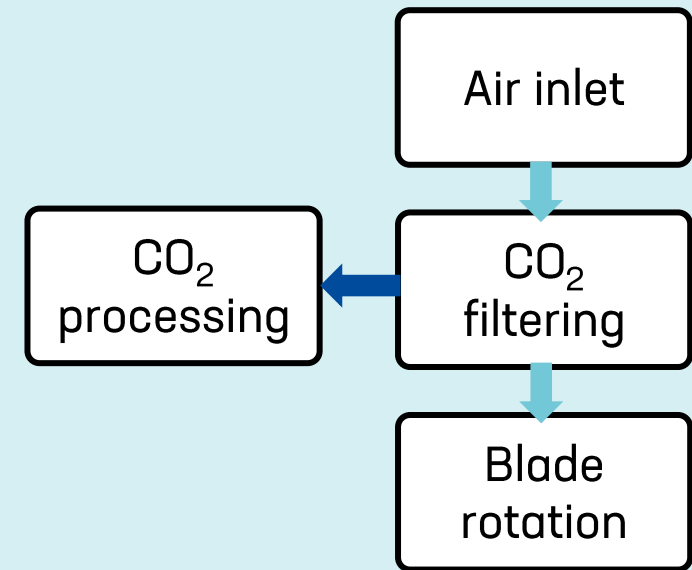 Air inlet
CO₂
processing
CO₂
filtering
Blade
rotation